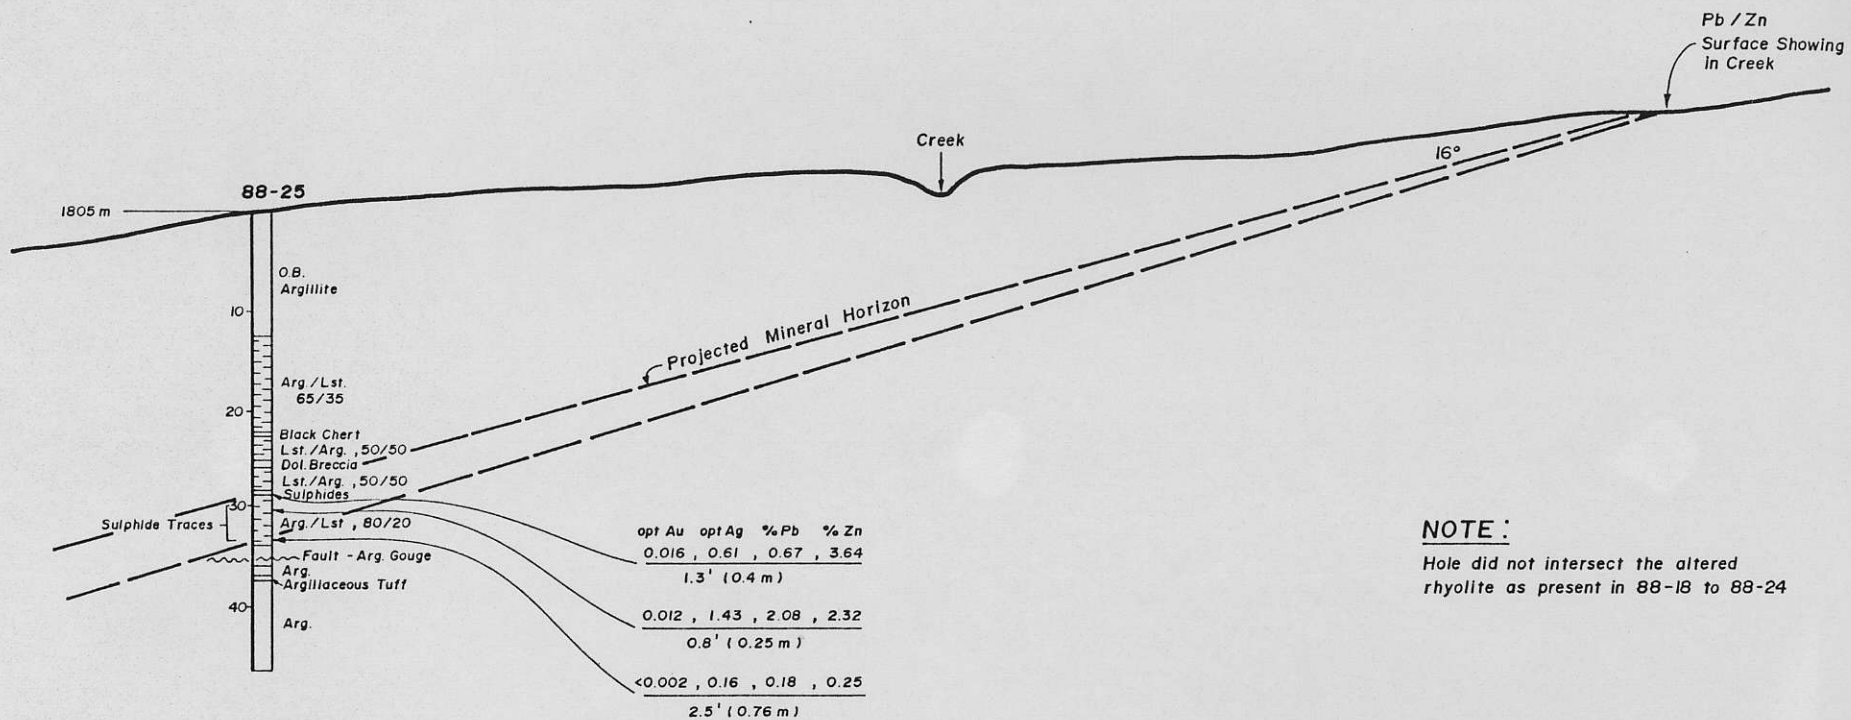 Pb / Zn
Surface Showing
in Creek
Creek
16°
88-25
1805 m
O.B.
Argillite
10
Projected Mineral Horizon
Arg./Lst.
65/35
20
Black Chert
Lst./Arg. , 50/50
Dol. Breccia
Lst./Arg. , 50/50
Sulphides
30
Sulphide Traces
Arg./Lst , 80/20
Fault - Arg. Gouge
Arg.
Argillaceous Tuff
40
Arg.
opt Au opt Ag % Pb % Zn
0.016 , 0.61 , 0.67 , 3.64
1.3' (0.4 m)
0.012 , 1.43 , 2.08 , 2.32
0.8' (0.25 m)
<0.002 , 0.16 , 0.18 , 0.25
2.5' (0.76 m)
NOTE :
Hole did not intersect the altered
rhyolite as present in 88-18 to 88-24